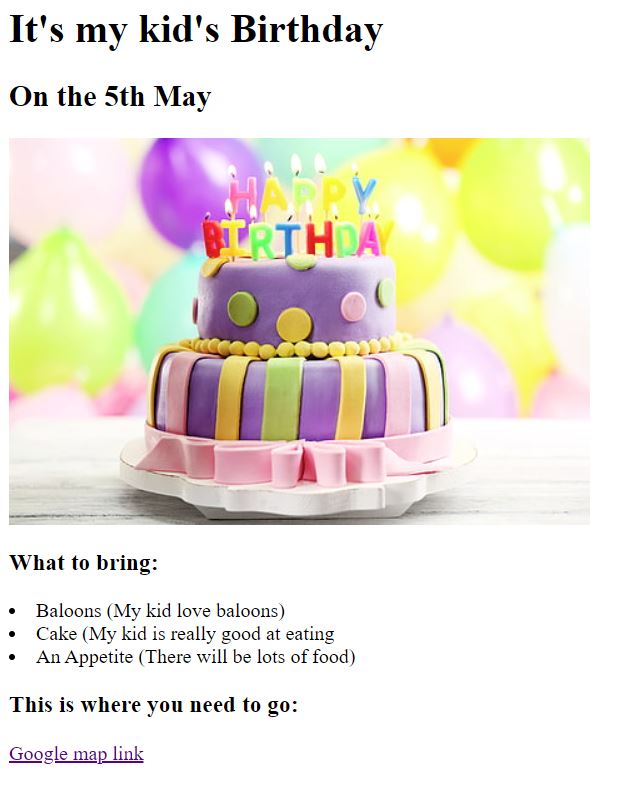 It's my kid's Birthday
On the 5th May
HAPPY
BIRTHDAY
What to bring:
Baloons (My kid love baloons)
Cake (My kid is really good at eating
An Appetite (There will be lots of food)
This is where you need to go:
Google map link